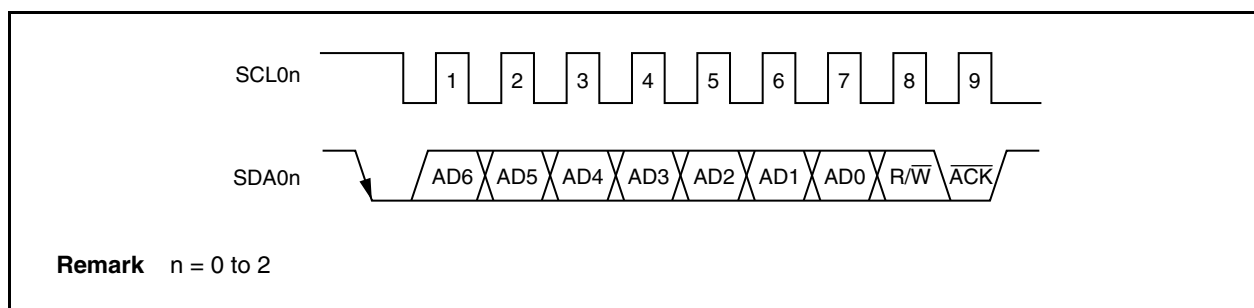 SCL0n 1 2 3 4 5 6 7 8 9
SDA0n AD6 AD5 AD4 AD3 AD2 AD1 AD0 R/W̅ A̅C̅K̅
Remark n = 0 to 2